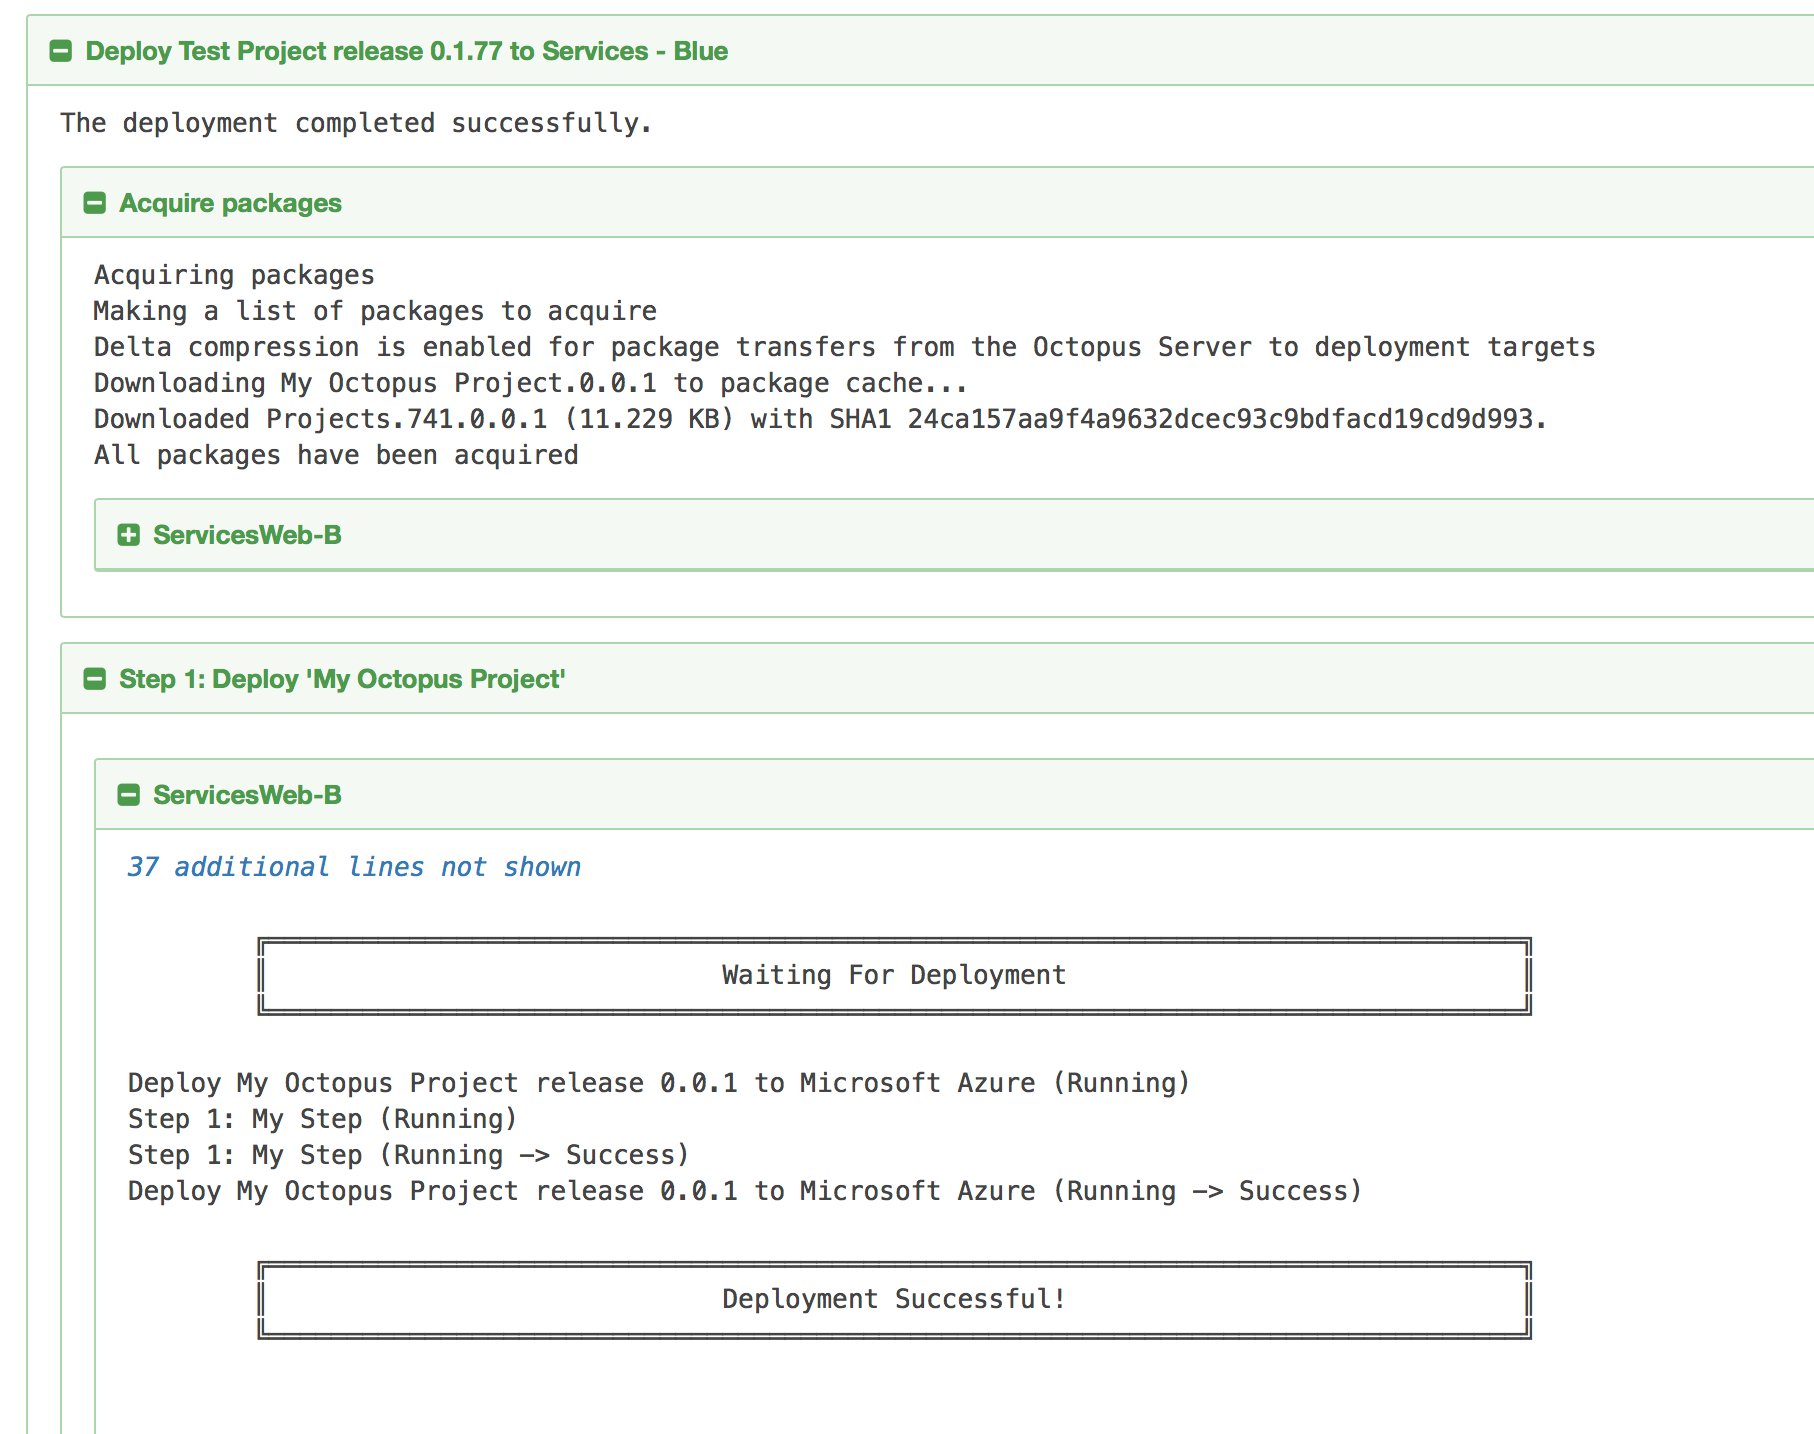 Deploy Test Project release 0.1.77 to Services - Blue
The deployment completed successfully.
Acquire packages
Acquiring packages
Making a list of packages to acquire
Delta compression is enabled for package transfers from the Octopus Server to deployment targets
Downloading My Octopus Project.0.0.1 to package cache...
Downloaded Projects.741.0.0.1 (11.229 KB) with SHA1 24ca157aa9f4a9632dcec93c9bdfacd19cd9d993.
All packages have been acquired
ServicesWeb-B
Step 1: Deploy 'My Octopus Project'
ServicesWeb-B
37 additional lines not shown
Waiting For Deployment
Deploy My Octopus Project release 0.0.1 to Microsoft Azure (Running)
Step 1: My Step (Running)
Step 1: My Step (Running -> Success)
Deploy My Octopus Project release 0.0.1 to Microsoft Azure (Running -> Success)
Deployment Successful!